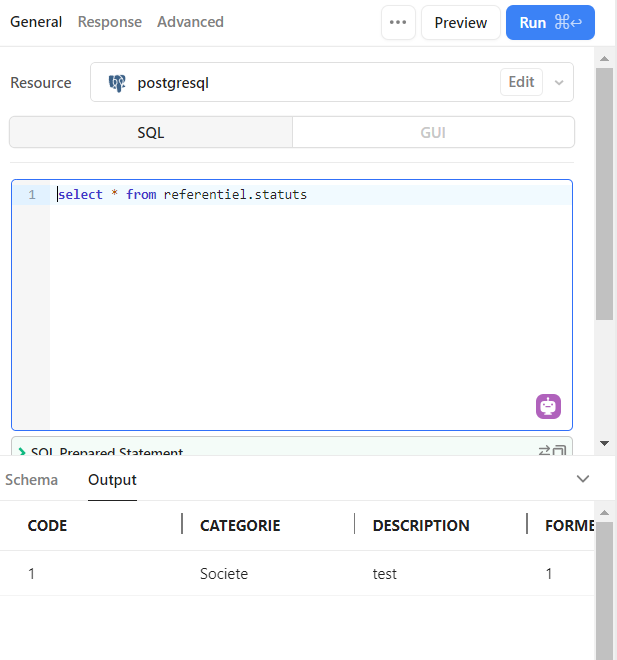 General Response Advanced ••• Preview Run ⌘↩
Resource postgresql Edit
SQL GUI
1 select * from referentiel.statuts
SQL Prepared Statement
Schema Output
CODE CATEGORIE DESCRIPTION FORME
1 Societe test 1